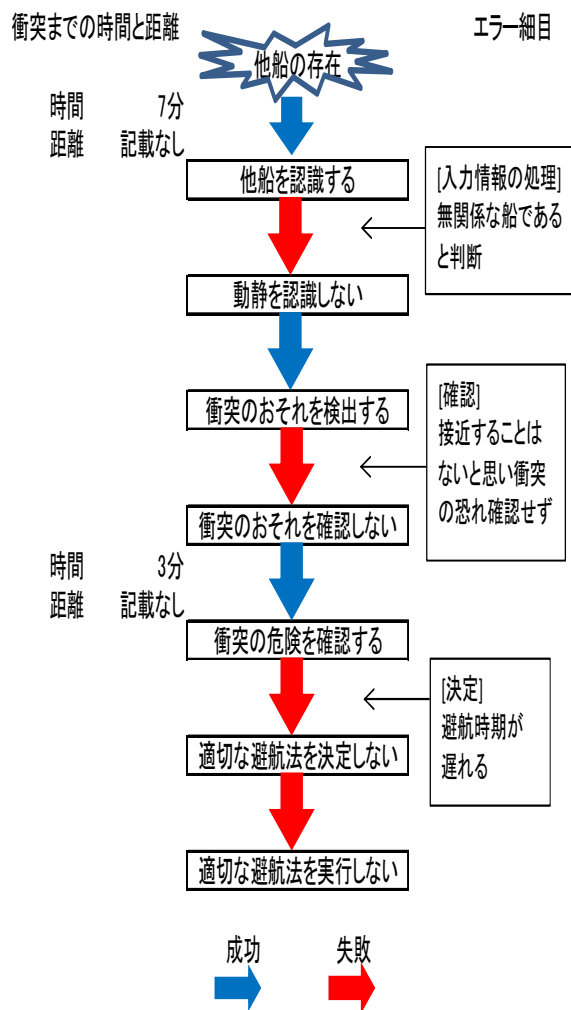 衝突までの時間と距離
エラー細目
他船の存在
時間 7分
距離 記載なし
他船を認識する
[入力情報の処理]
無関係な船である
と判断
動静を認識しない
衝突のおそれを検出する
[確認]
接近することは
ないと思い衝突
の恐れ確認せず
衝突のおそれを確認しない
時間 3分
距離 記載なし
衝突の危険を確認する
[決定]
避航時期が
遅れる
適切な避航法を決定しない
適切な避航法を実行しない
成功
失敗